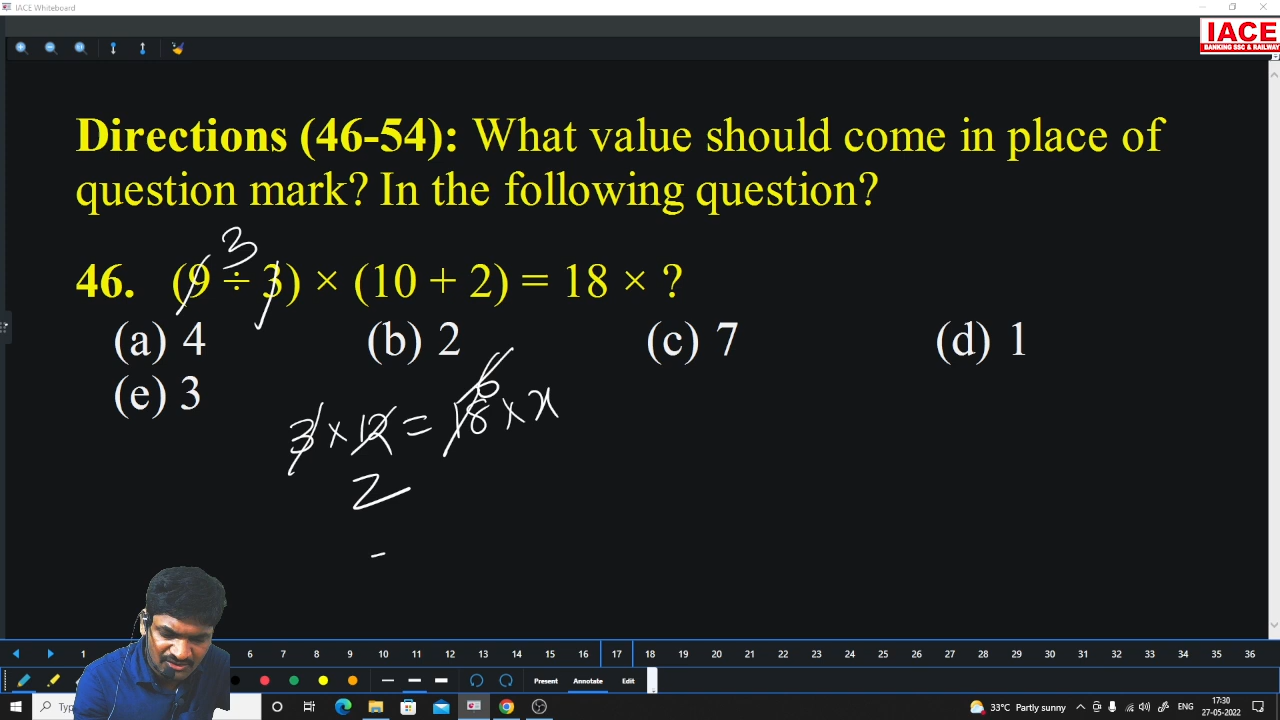 IACE Whiteboard
IACE
BANKING SSC & RAILWAY
Directions (46-54): What value should come in place of
question mark? In the following question?
3
46. (9 ÷ 3) × (10 + 2) = 18 × ?
(a) 4 (b) 2 (c) 7 (d) 1
(e) 3
6
3 × 12 = 18 × x
2
1 6 7 8 9 10 11 12 13 14 15 16 17 18 19 20 21 22 23 24 25 26 27 28 29 30 31 32 33 34 35 36
Present Annotate Edit
Typ
33°C Partly sunny ENG 17:30
27-05-2022